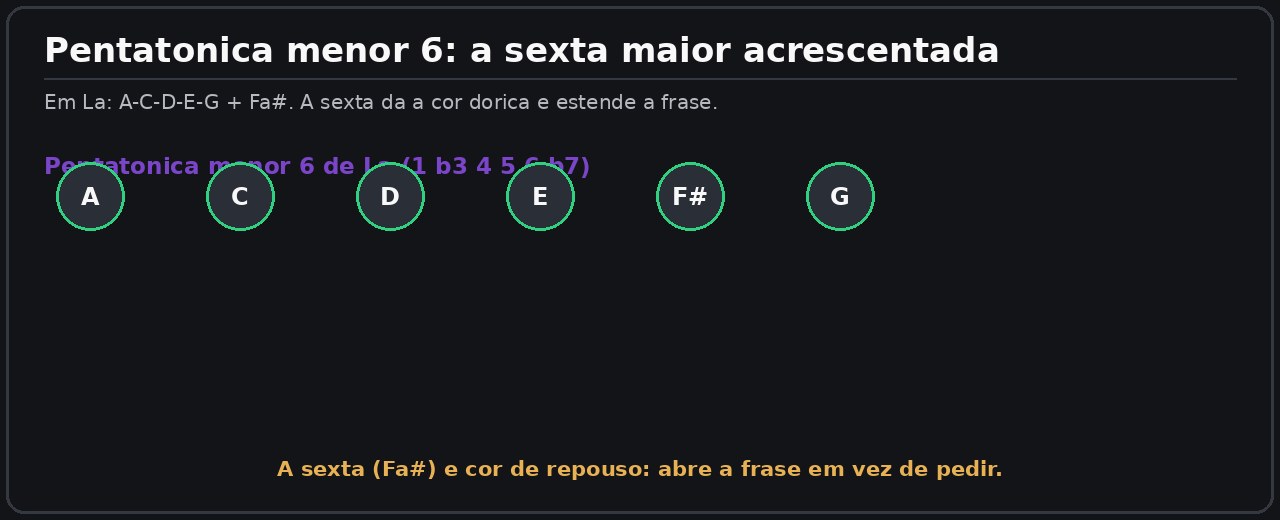 Pentatonica menor 6: a sexta maior acrescentada
Em La: A-C-D-E-G + Fa#. A sexta da a cor dorica e estende a frase.
Pentatonica menor 6 de La (1 b3 4 5 6 b7)
A C D E F# G
A sexta (Fa#) e cor de repouso: abre a frase em vez de pedir.